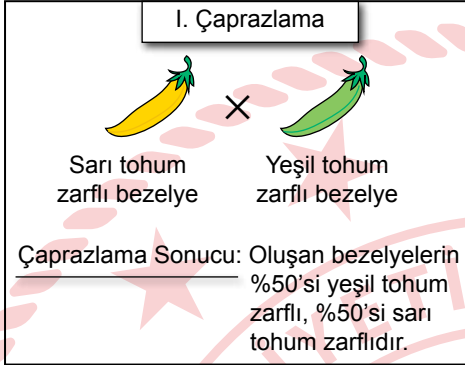 I. Çaprazlama
Sarı tohum zarflı bezelye
Yeşil tohum zarflı bezelye
Çaprazlama Sonucu: Oluşan bezelyelerin
%50'si yeşil tohum
zarflı, %50'si sarı
tohum zarflıdır.